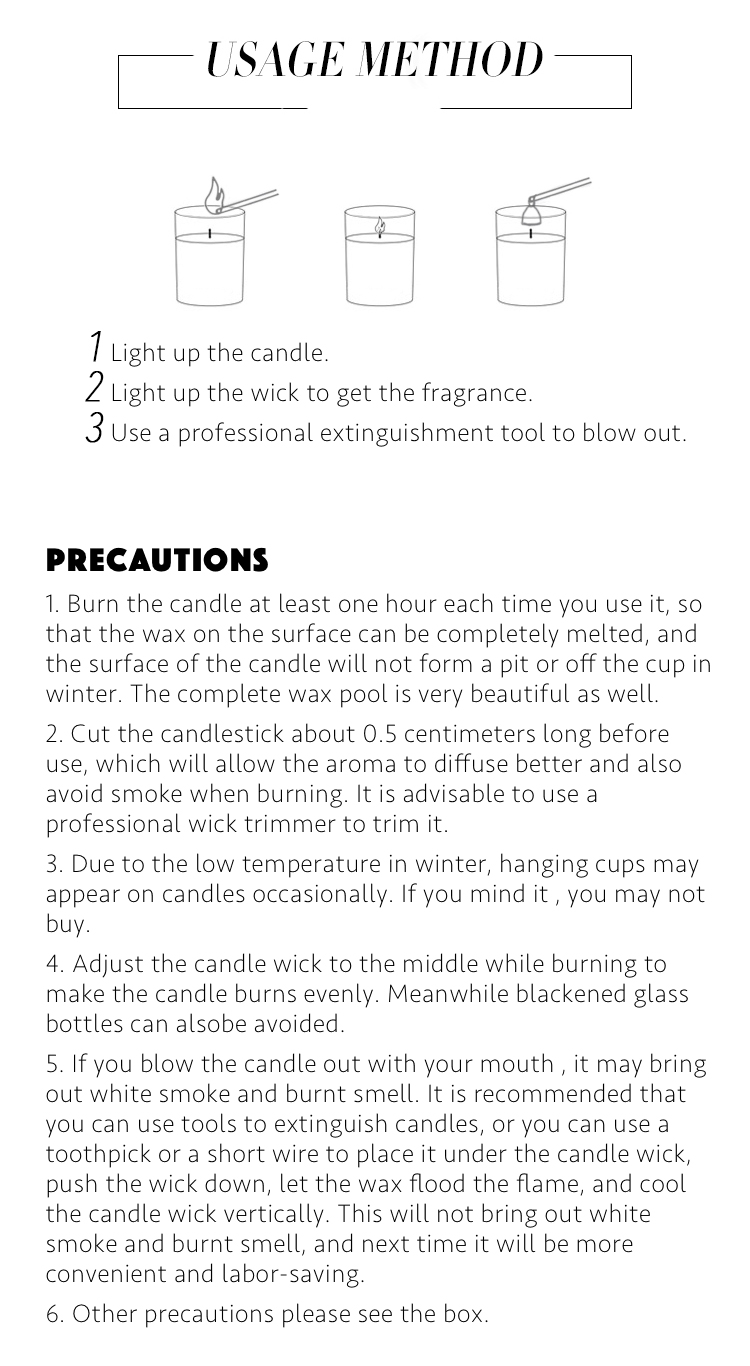 USAGE METHOD
1 Light up the candle.
2 Light up the wick to get the fragrance.
3 Use a professional extinguishment tool to blow out.
PRECAUTIONS
1. Burn the candle at least one hour each time you use it, so
that the wax on the surface can be completely melted, and
the surface of the candle will not form a pit or off the cup in
winter. The complete wax pool is very beautiful as well.
2. Cut the candlestick about 0.5 centimeters long before
use, which will allow the aroma to diffuse better and also
avoid smoke when burning. It is advisable to use a
professional wick trimmer to trim it.
3. Due to the low temperature in winter, hanging cups may
appear on candles occasionally. If you mind it , you may not
buy.
4. Adjust the candle wick to the middle while burning to
make the candle burns evenly. Meanwhile blackened glass
bottles can alsobe avoided.
5. If you blow the candle out with your mouth , it may bring
out white smoke and burnt smell. It is recommended that
you can use tools to extinguish candles, or you can use a
toothpick or a short wire to place it under the candle wick,
push the wick down, let the wax flood the flame, and cool
the candle wick vertically. This will not bring out white
smoke and burnt smell, and next time it will be more
convenient and labor-saving.
6. Other precautions please see the box.